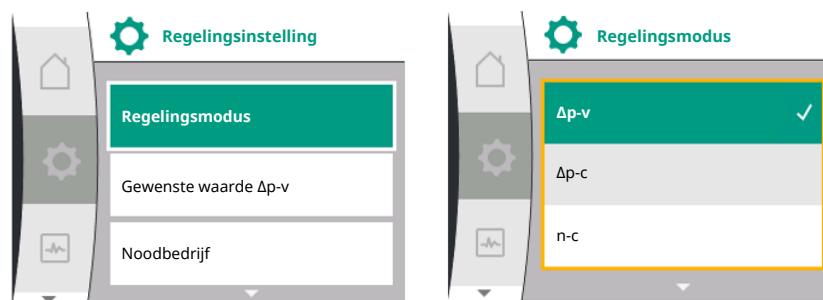 Regelingsinstelling
Regelingsmodus
Gewenste waarde Δp-v
Noodbedrijf
Regelingsmodus
Δp-v
Δp-c
n-c